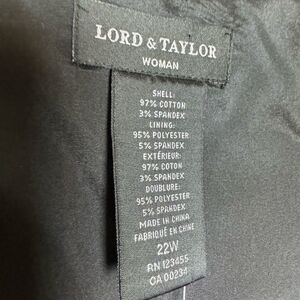 LORD & TAYLOR
WOMAN
SHELL:
97% COTTON
3% SPANDEX
LINING:
95% POLYESTER
5% SPANDEX
EXTÉRIEUR:
97% COTON
3% SPANDEX
DOUBLURE:
95% POLYESTER
5% SPANDEX
MADE IN CHINA
FABRIQUÉ EN CHINE
22W
RN 123455
CA 00234